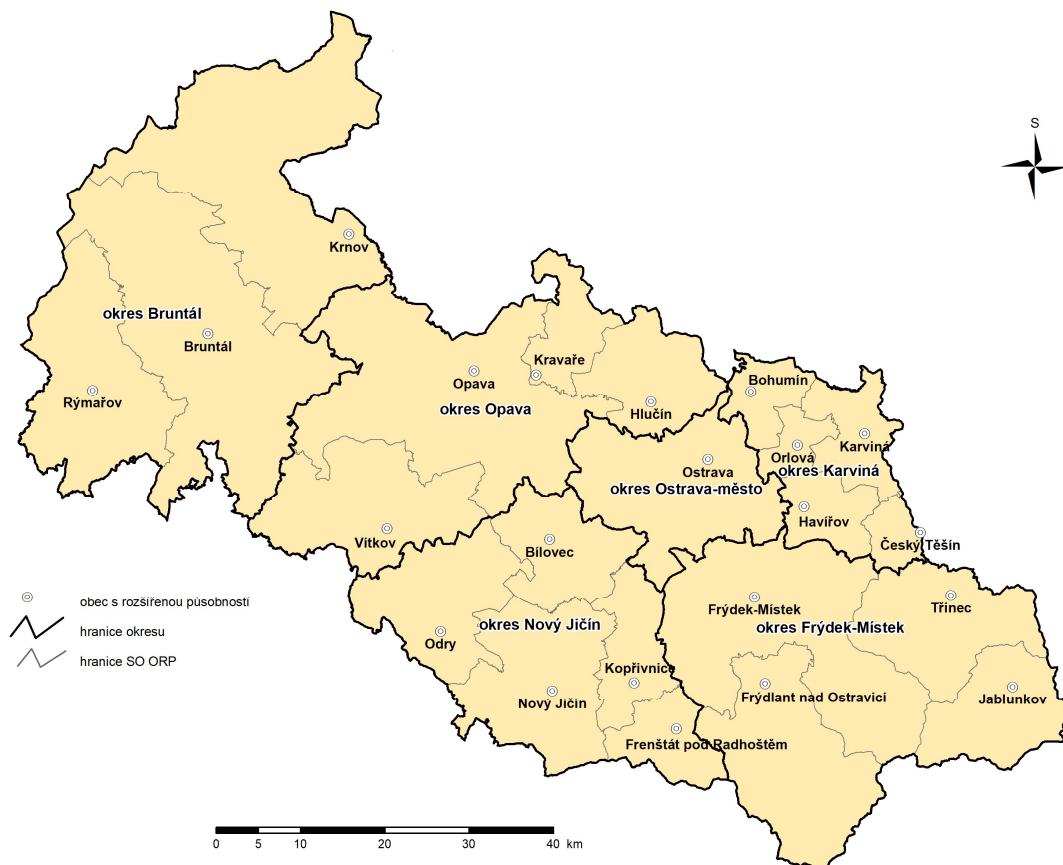 S
Krnov
okres Bruntál
Bruntál
Rýmařov
Kravaře
Opava
okres Opava
Hlučín
Bohumín
Karviná
Orlová
okres Karviná
Ostrava
okres Ostrava-město
Havířov
Český Těšín
Vítkov
Bílovec
obec s rozšířenou působností
hranice okresu
hranice SO ORP
Frýdek-Místek
Třinec
okres Nový Jičín
okres Frýdek-Místek
Odry
Kopřivnice
Nový Jičín
Frýdlant nad Ostravicí
Jablunkov
Frenštát pod Radhoštěm
0 5 10 20 30 40 km